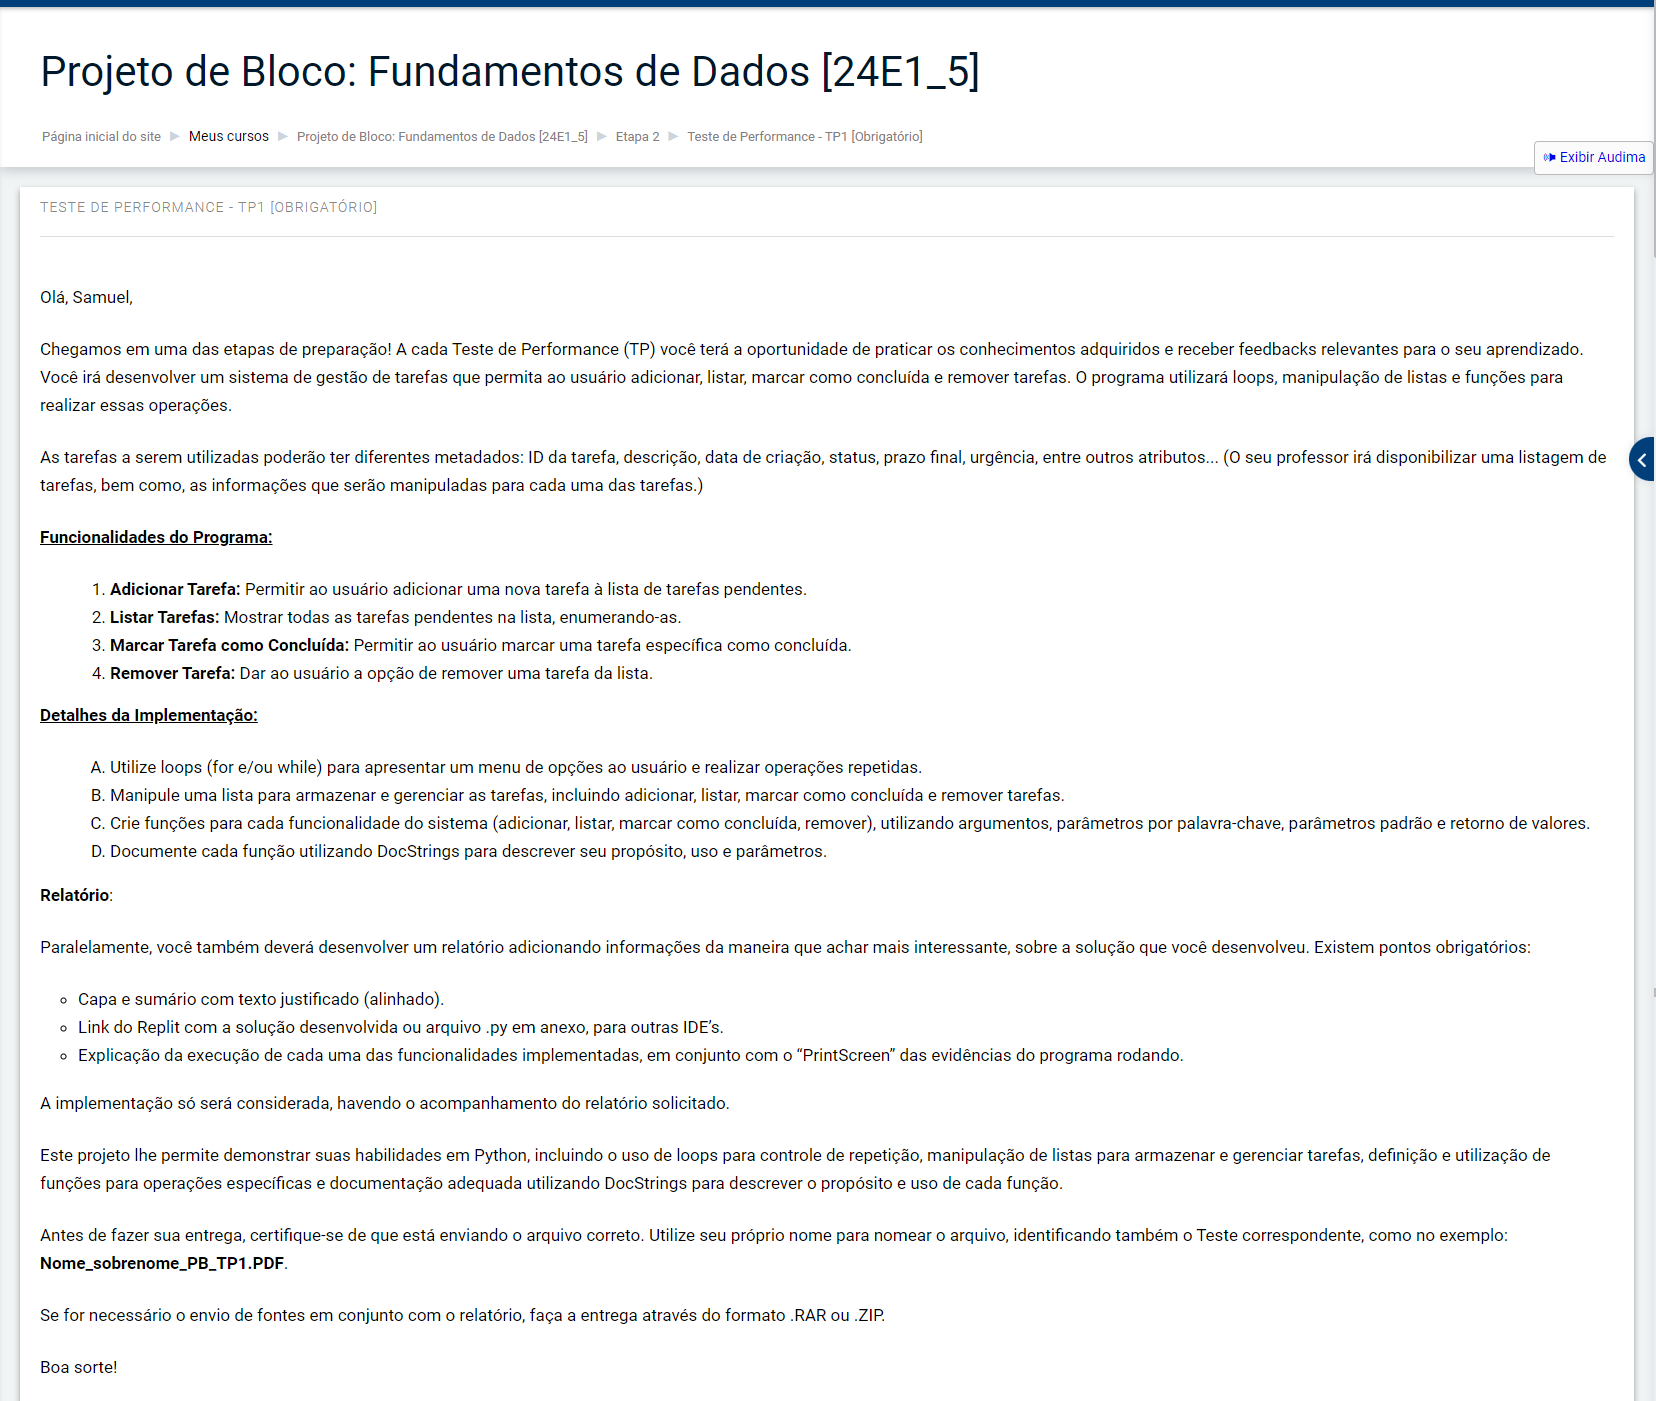 Projeto de Bloco: Fundamentos de Dados [24E1_5]
Página inicial do site ▶ Meus cursos ▶ Projeto de Bloco: Fundamentos de Dados [24E1_5] ▶ Etapa 2 ▶ Teste de Performance - TP1 [Obrigatório]
Exibir Audima
TESTE DE PERFORMANCE - TP1 [OBRIGATÓRIO]
Olá, Samuel,
Chegamos em uma das etapas de preparação! A cada Teste de Performance (TP) você terá a oportunidade de praticar os conhecimentos adquiridos e receber feedbacks relevantes para o seu aprendizado.
Você irá desenvolver um sistema de gestão de tarefas que permita ao usuário adicionar, listar, marcar como concluída e remover tarefas. O programa utilizará loops, manipulação de listas e funções para
realizar essas operações.
As tarefas a serem utilizadas poderão ter diferentes metadados: ID da tarefa, descrição, data de criação, status, prazo final, urgência, entre outros atributos... (O seu professor irá disponibilizar uma listagem de
tarefas, bem como, as informações que serão manipuladas para cada uma das tarefas.)
Funcionalidades do Programa:
1. Adicionar Tarefa: Permitir ao usuário adicionar uma nova tarefa à lista de tarefas pendentes.
2. Listar Tarefas: Mostrar todas as tarefas pendentes na lista, enumerando-as.
3. Marcar Tarefa como Concluída: Permitir ao usuário marcar uma tarefa específica como concluída.
4. Remover Tarefa: Dar ao usuário a opção de remover uma tarefa da lista.
Detalhes da Implementação:
A. Utilize loops (for e/ou while) para apresentar um menu de opções ao usuário e realizar operações repetidas.
B. Manipule uma lista para armazenar e gerenciar as tarefas, incluindo adicionar, listar, marcar como concluída e remover tarefas.
C. Crie funções para cada funcionalidade do sistema (adicionar, listar, marcar como concluída, remover), utilizando argumentos, parâmetros por palavra-chave, parâmetros padrão e retorno de valores.
D. Documente cada função utilizando DocStrings para descrever seu propósito, uso e parâmetros.
Relatório:
Paralelamente, você também deverá desenvolver um relatório adicionando informações da maneira que achar mais interessante, sobre a solução que você desenvolveu. Existem pontos obrigatórios:
Capa e sumário com texto justificado (alinhado).
Link do Replit com a solução desenvolvida ou arquivo .py em anexo, para outras IDE’s.
Explicação da execução de cada uma das funcionalidades implementadas, em conjunto com o “PrintScreen” das evidências do programa rodando.
A implementação só será considerada, havendo o acompanhamento do relatório solicitado.
Este projeto lhe permite demonstrar suas habilidades em Python, incluindo o uso de loops para controle de repetição, manipulação de listas para armazenar e gerenciar tarefas, definição e utilização de
funções para operações específicas e documentação adequada utilizando DocStrings para descrever o propósito e uso de cada função.
Antes de fazer sua entrega, certifique-se de que está enviando o arquivo correto. Utilize seu próprio nome para nomear o arquivo, identificando também o Teste correspondente, como no exemplo:
Nome_sobrenome_PB_TP1.PDF.
Se for necessário o envio de fontes em conjunto com o relatório, faça a entrega através do formato .RAR ou .ZIP.
Boa sorte!